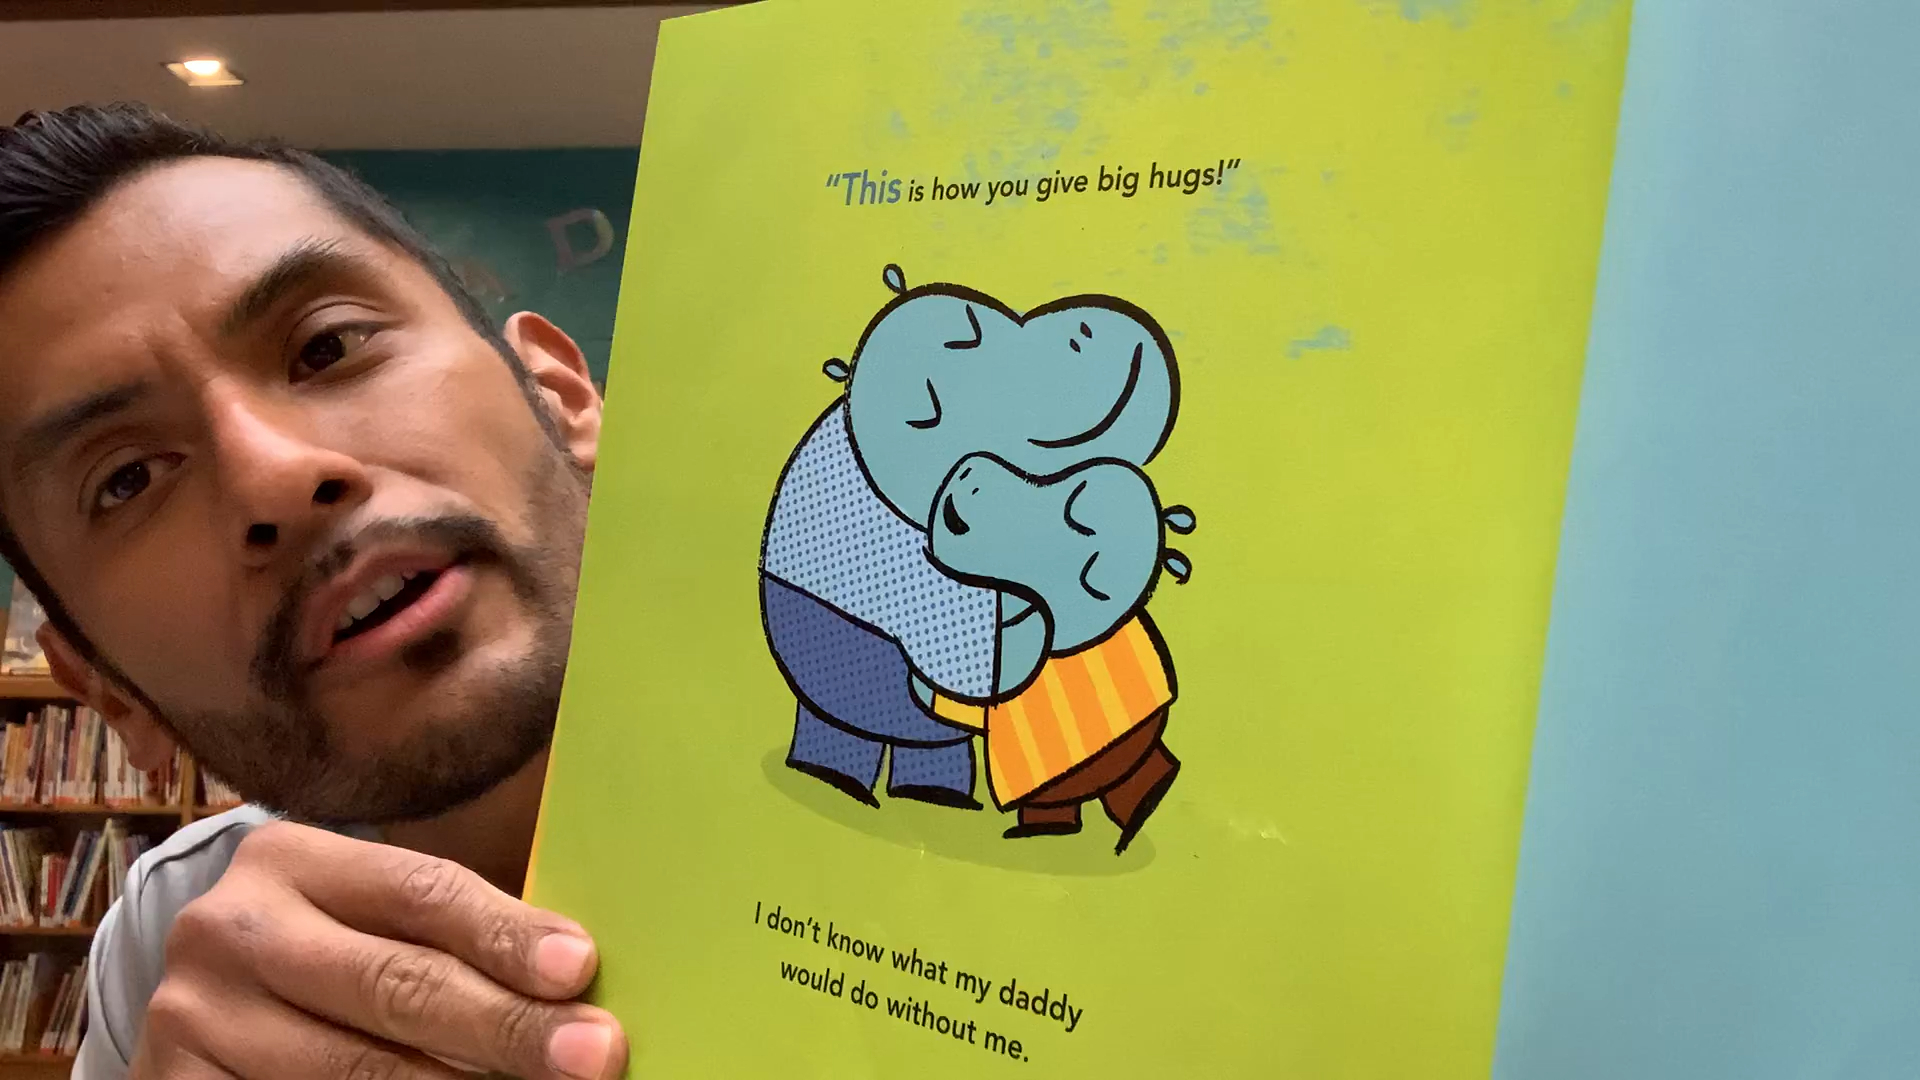 “This is how you give big hugs!”
I don't know what my daddy
would do without me.
D